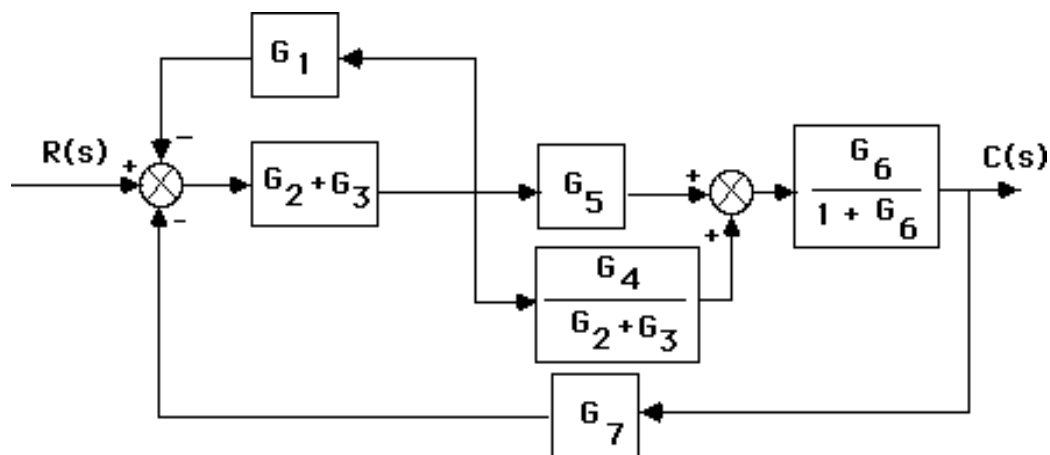 G1
R(s)
+
-
-
G2+G3
G5
+
+
G6
1 + G6
C(s)
G4
G2+G3
G7